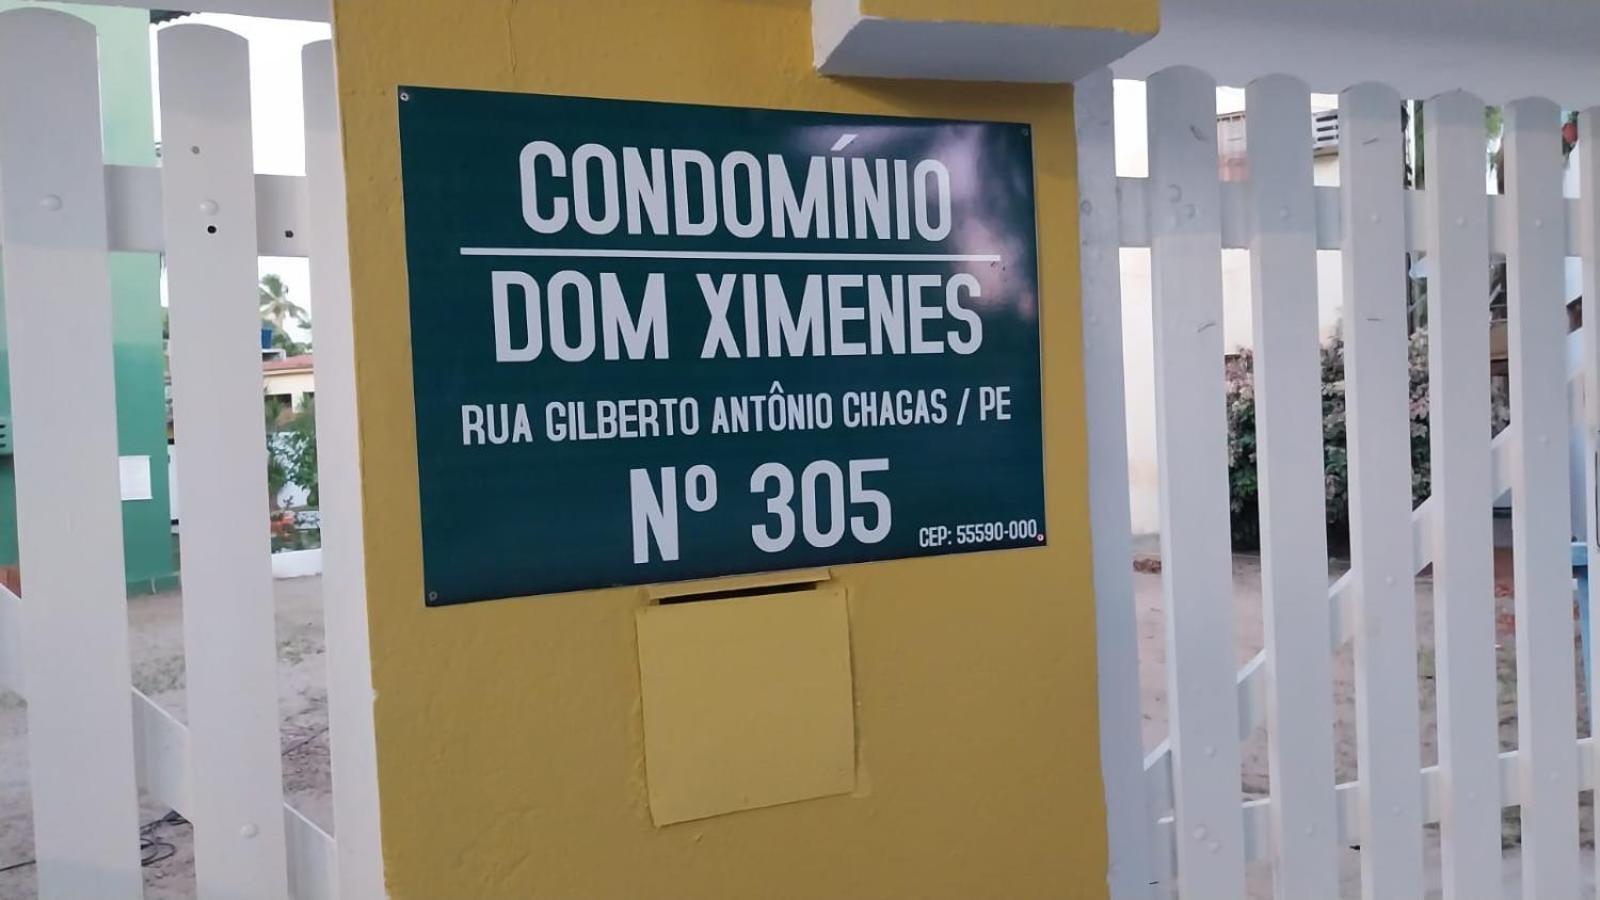 CONDOMÍNIO
DOM XIMENES
RUA GILBERTO ANTÔNIO CHAGAS / PE
Nº 305
CEP: 55590-000